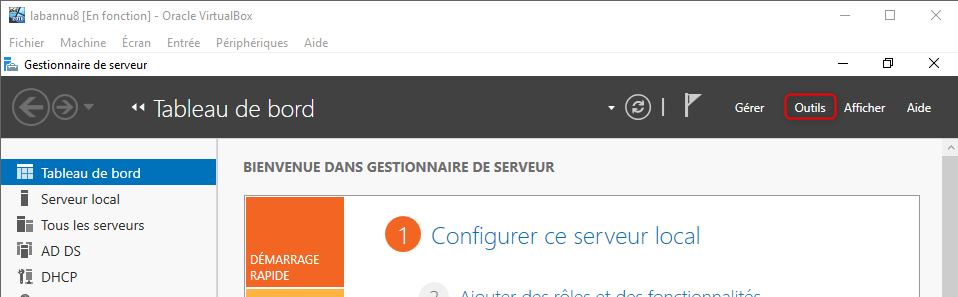 labannu8 [En fonction] - Oracle VirtualBox
Fichier Machine Écran Entrée Périphériques Aide
Gestionnaire de serveur
Tableau de bord
Gérer Outils Afficher Aide
Tableau de bord
Serveur local
Tous les serveurs
AD DS
DHCP
BIENVENUE DANS GESTIONNAIRE DE SERVEUR
DÉMARRAGE
RAPIDE
1 Configurer ce serveur local
2 Ajouter des rôles et des fonctionnalités